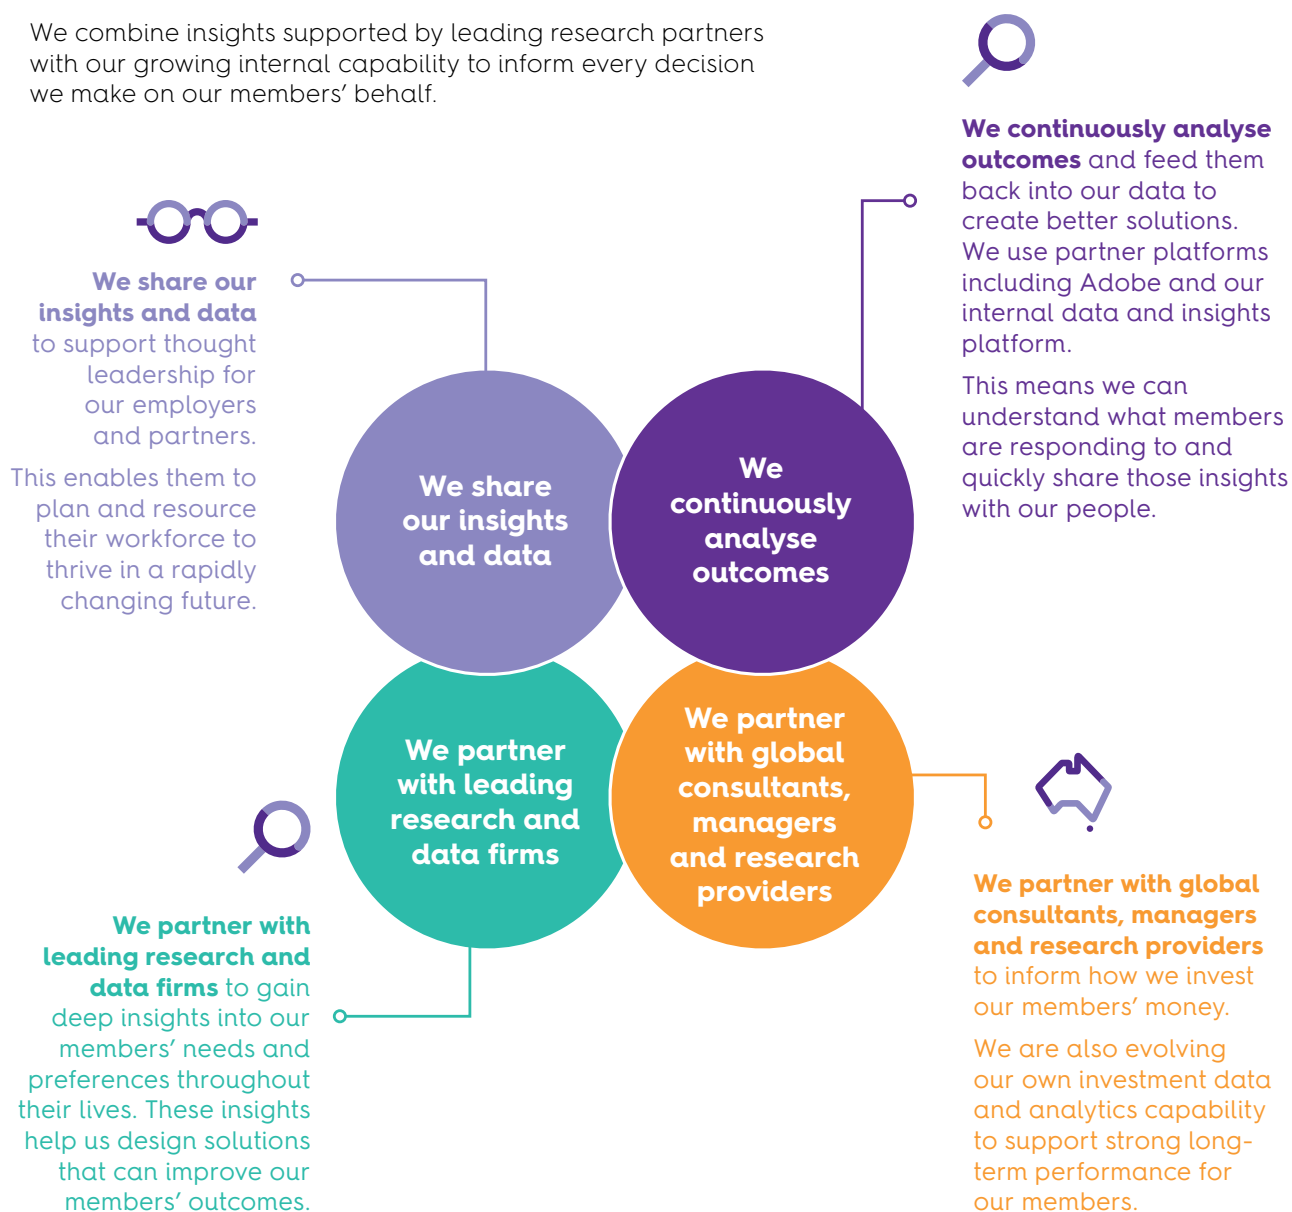 We combine insights supported by leading research partners
with our growing internal capability to inform every decision
we make on our members’ behalf.
We share our
insights and data
to support thought
leadership for
our employers
and partners.
This enables them to
plan and resource
their workforce to
thrive in a rapidly
changing future.
We continuously analyse
outcomes and feed them
back into our data to
create better solutions.
We use partner platforms
including Adobe and our
internal data and insights
platform.
This means we can
understand what members
are responding to and
quickly share those insights
with our people.
We share
our insights
and data
We
continuously
analyse
outcomes
We partner
with leading
research and
data firms
We partner
with global
consultants,
managers
and research
providers
We partner with
leading research and
data firms to gain
deep insights into our
members’ needs and
preferences throughout
their lives. These insights
help us design solutions
that can improve our
members’ outcomes.
We partner with global
consultants, managers
and research providers
to inform how we invest
our members’ money.
We are also evolving
our own investment data
and analytics capability
to support strong long-
term performance for
our members.